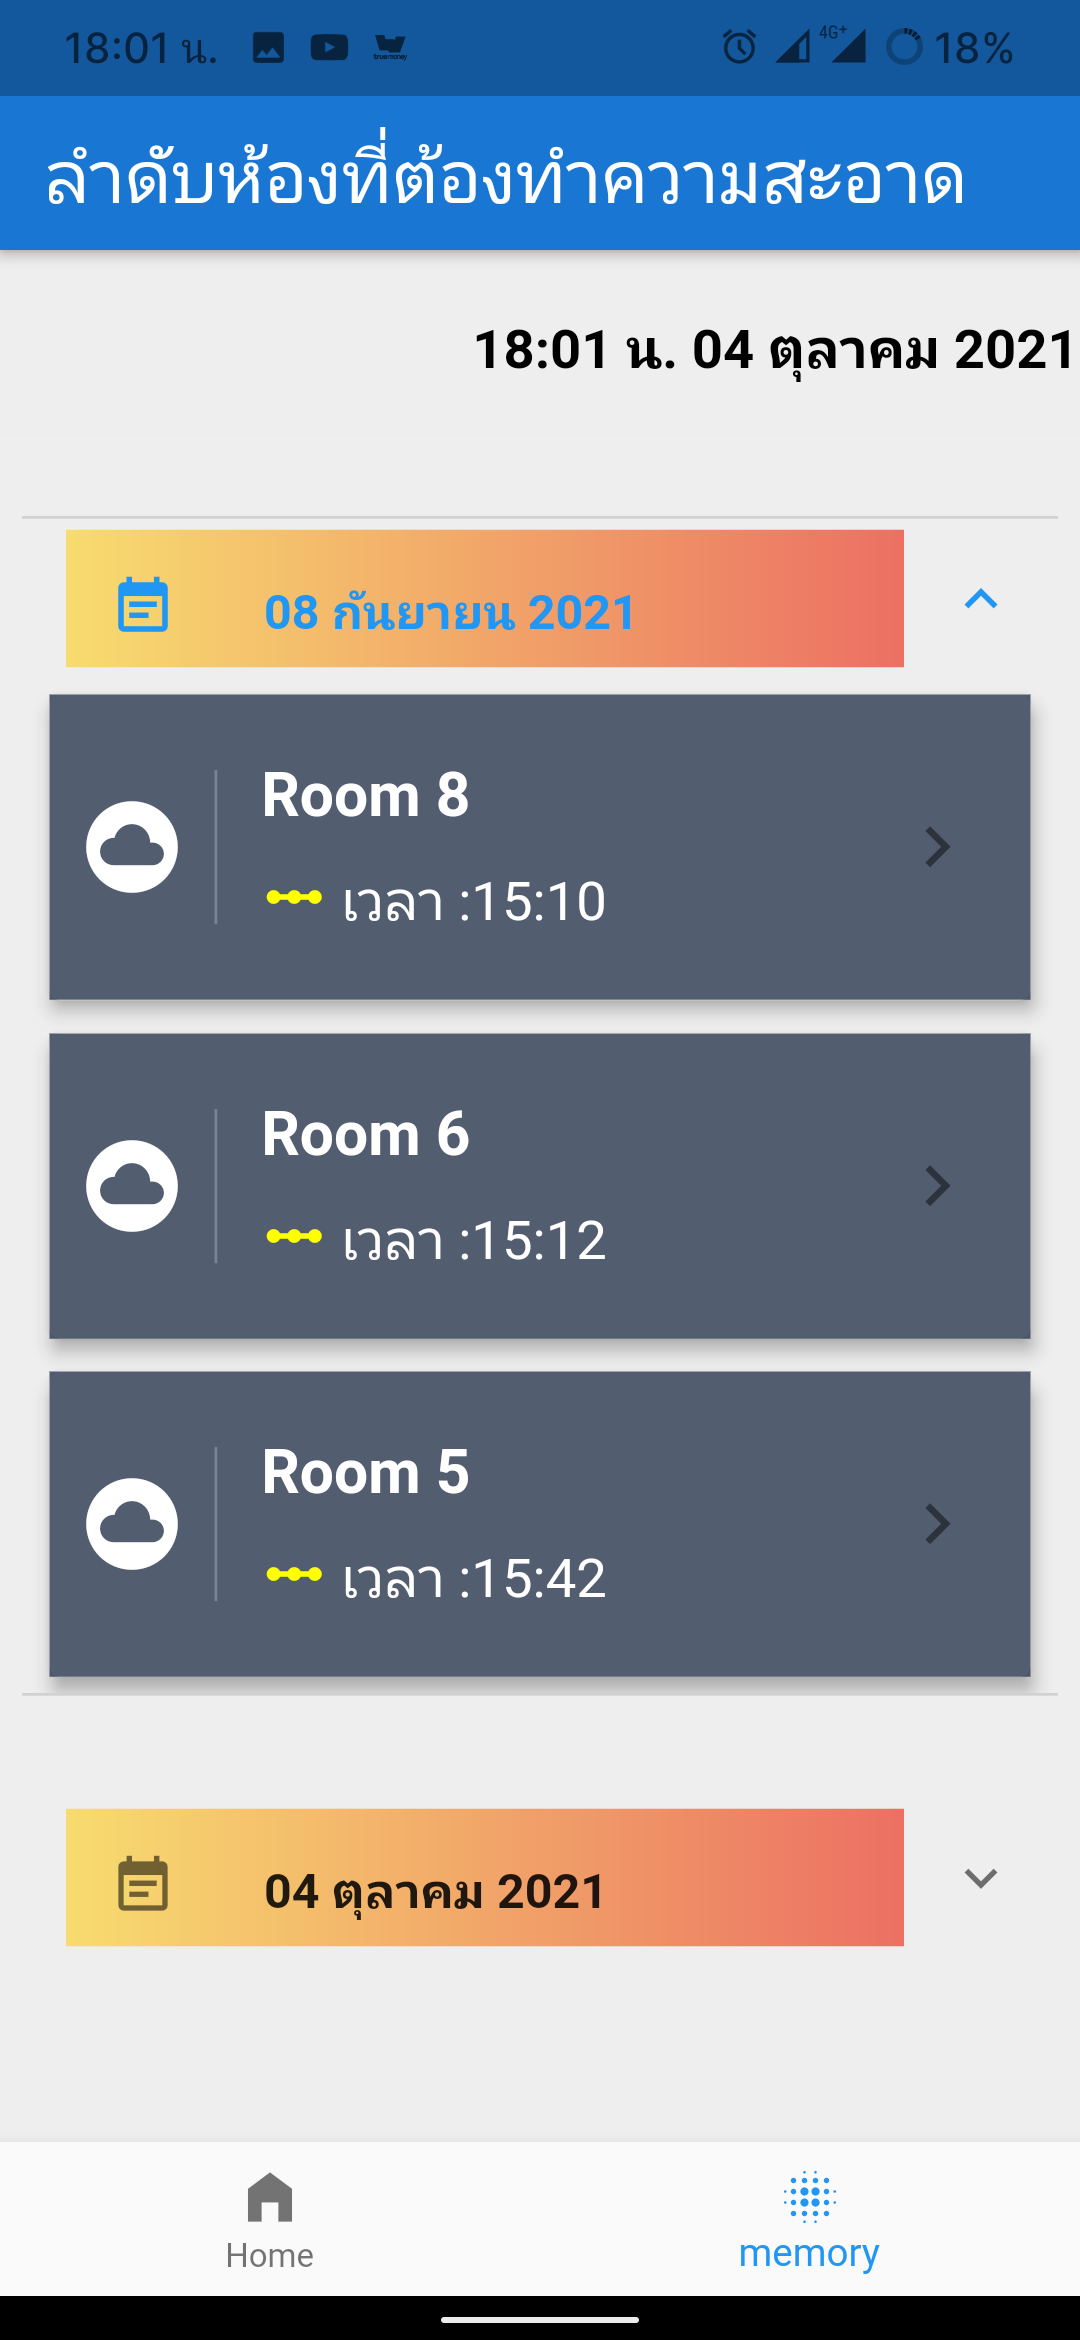 18:01 น.
truemoney
4G+
18%
ลำดับห้องที่ต้องทำความสะอาด
18:01 น. 04 ตุลาคม 2021
08 กันยายน 2021
Room 8
เวลา :15:10
Room 6
เวลา :15:12
Room 5
เวลา :15:42
04 ตุลาคม 2021
Home
memory